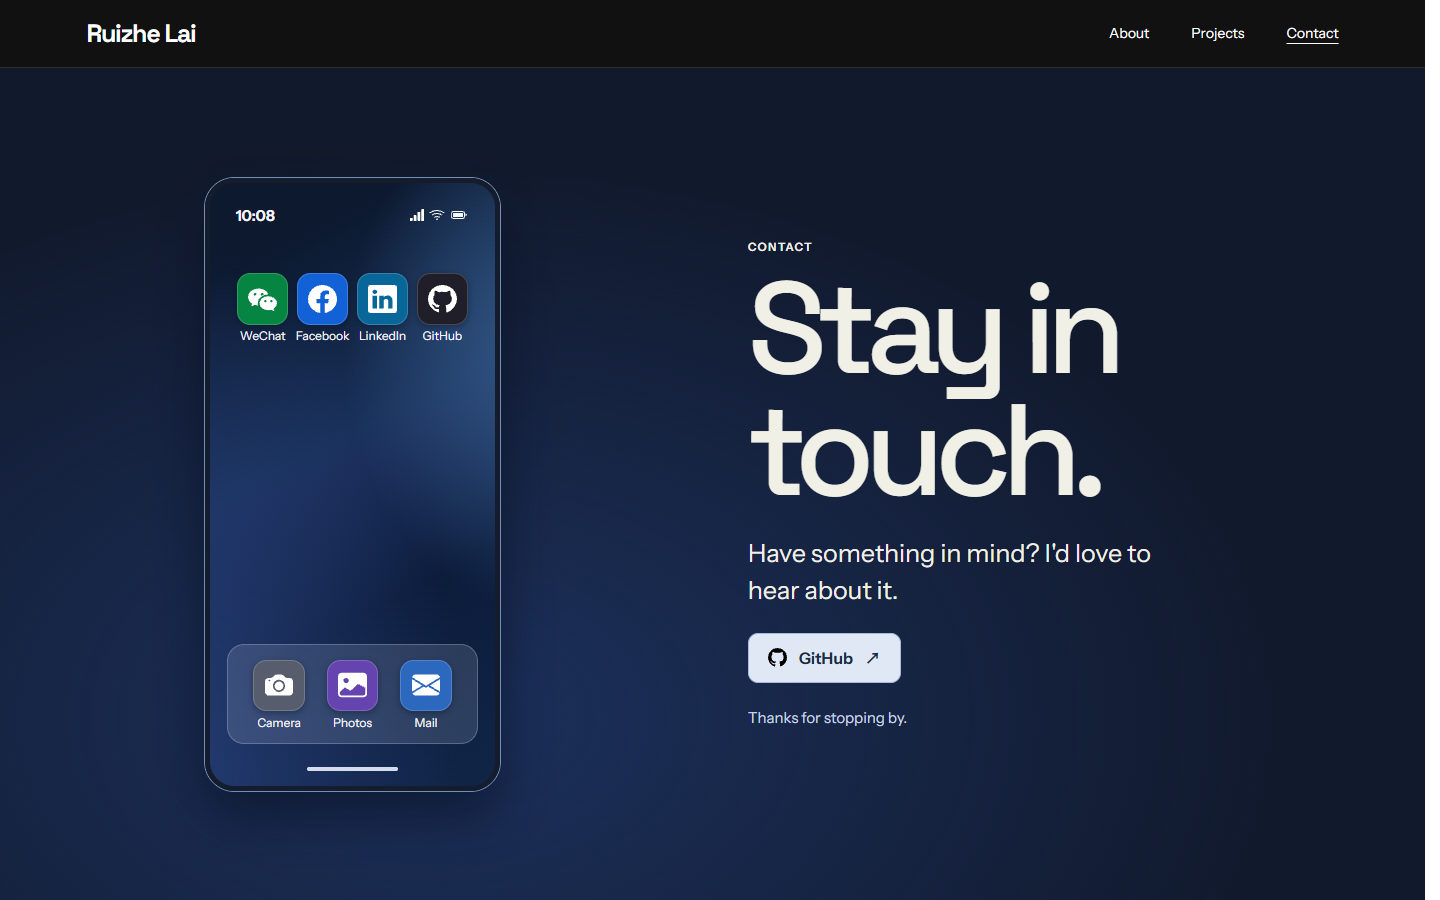 Ruizhe Lai
About Projects Contact
10:08
WeChat Facebook LinkedIn GitHub
Camera Photos Mail
CONTACT
Stay in
touch.
Have something in mind? I'd love to
hear about it.
GitHub ↗
Thanks for stopping by.